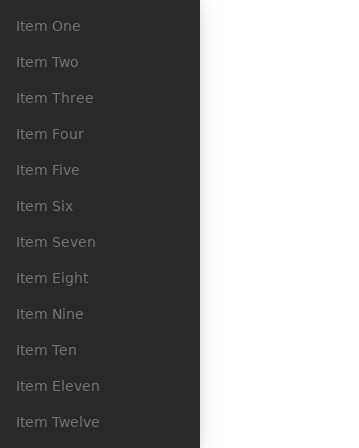 Item One
Item Two
Item Three
Item Four
Item Five
Item Six
Item Seven
Item Eight
Item Nine
Item Ten
Item Eleven
Item Twelve